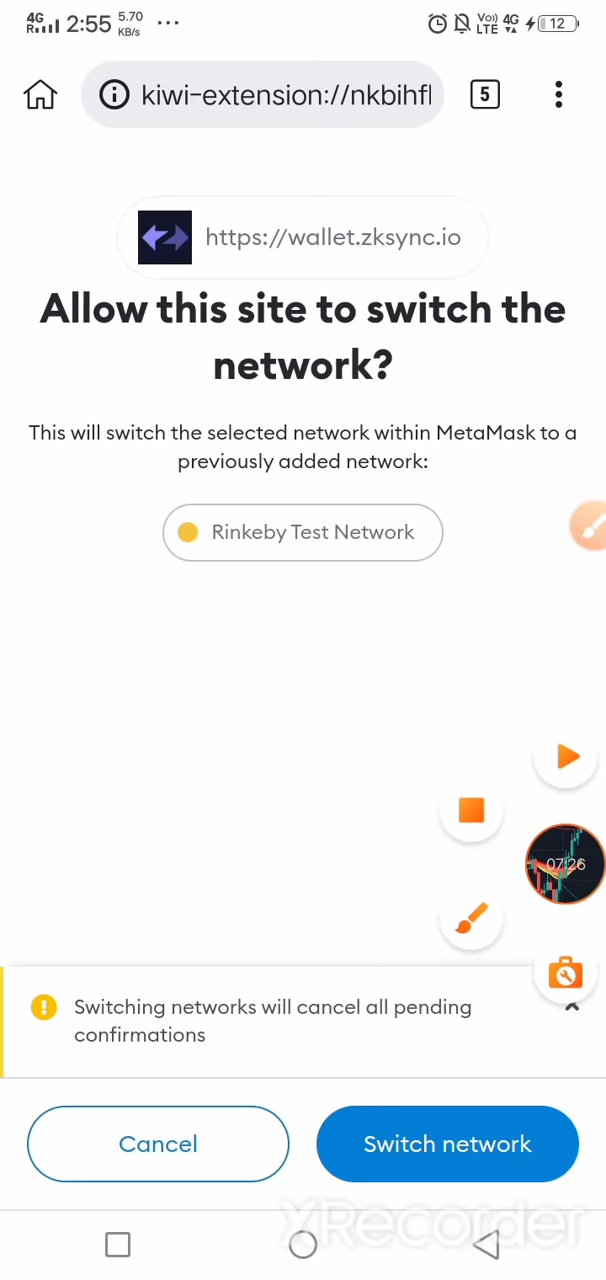 4G
R
2:55
5.70
KB/s
...
Vo)
LTE
4G
12
kiwi-extension://nkbihfl
5
https://wallet.zksync.io
Allow this site to switch the
network?
This will switch the selected network within MetaMask to a
previously added network:
Rinkeby Test Network
07:26
Switching networks will cancel all pending
confirmations
Cancel
Switch network
XRecorder